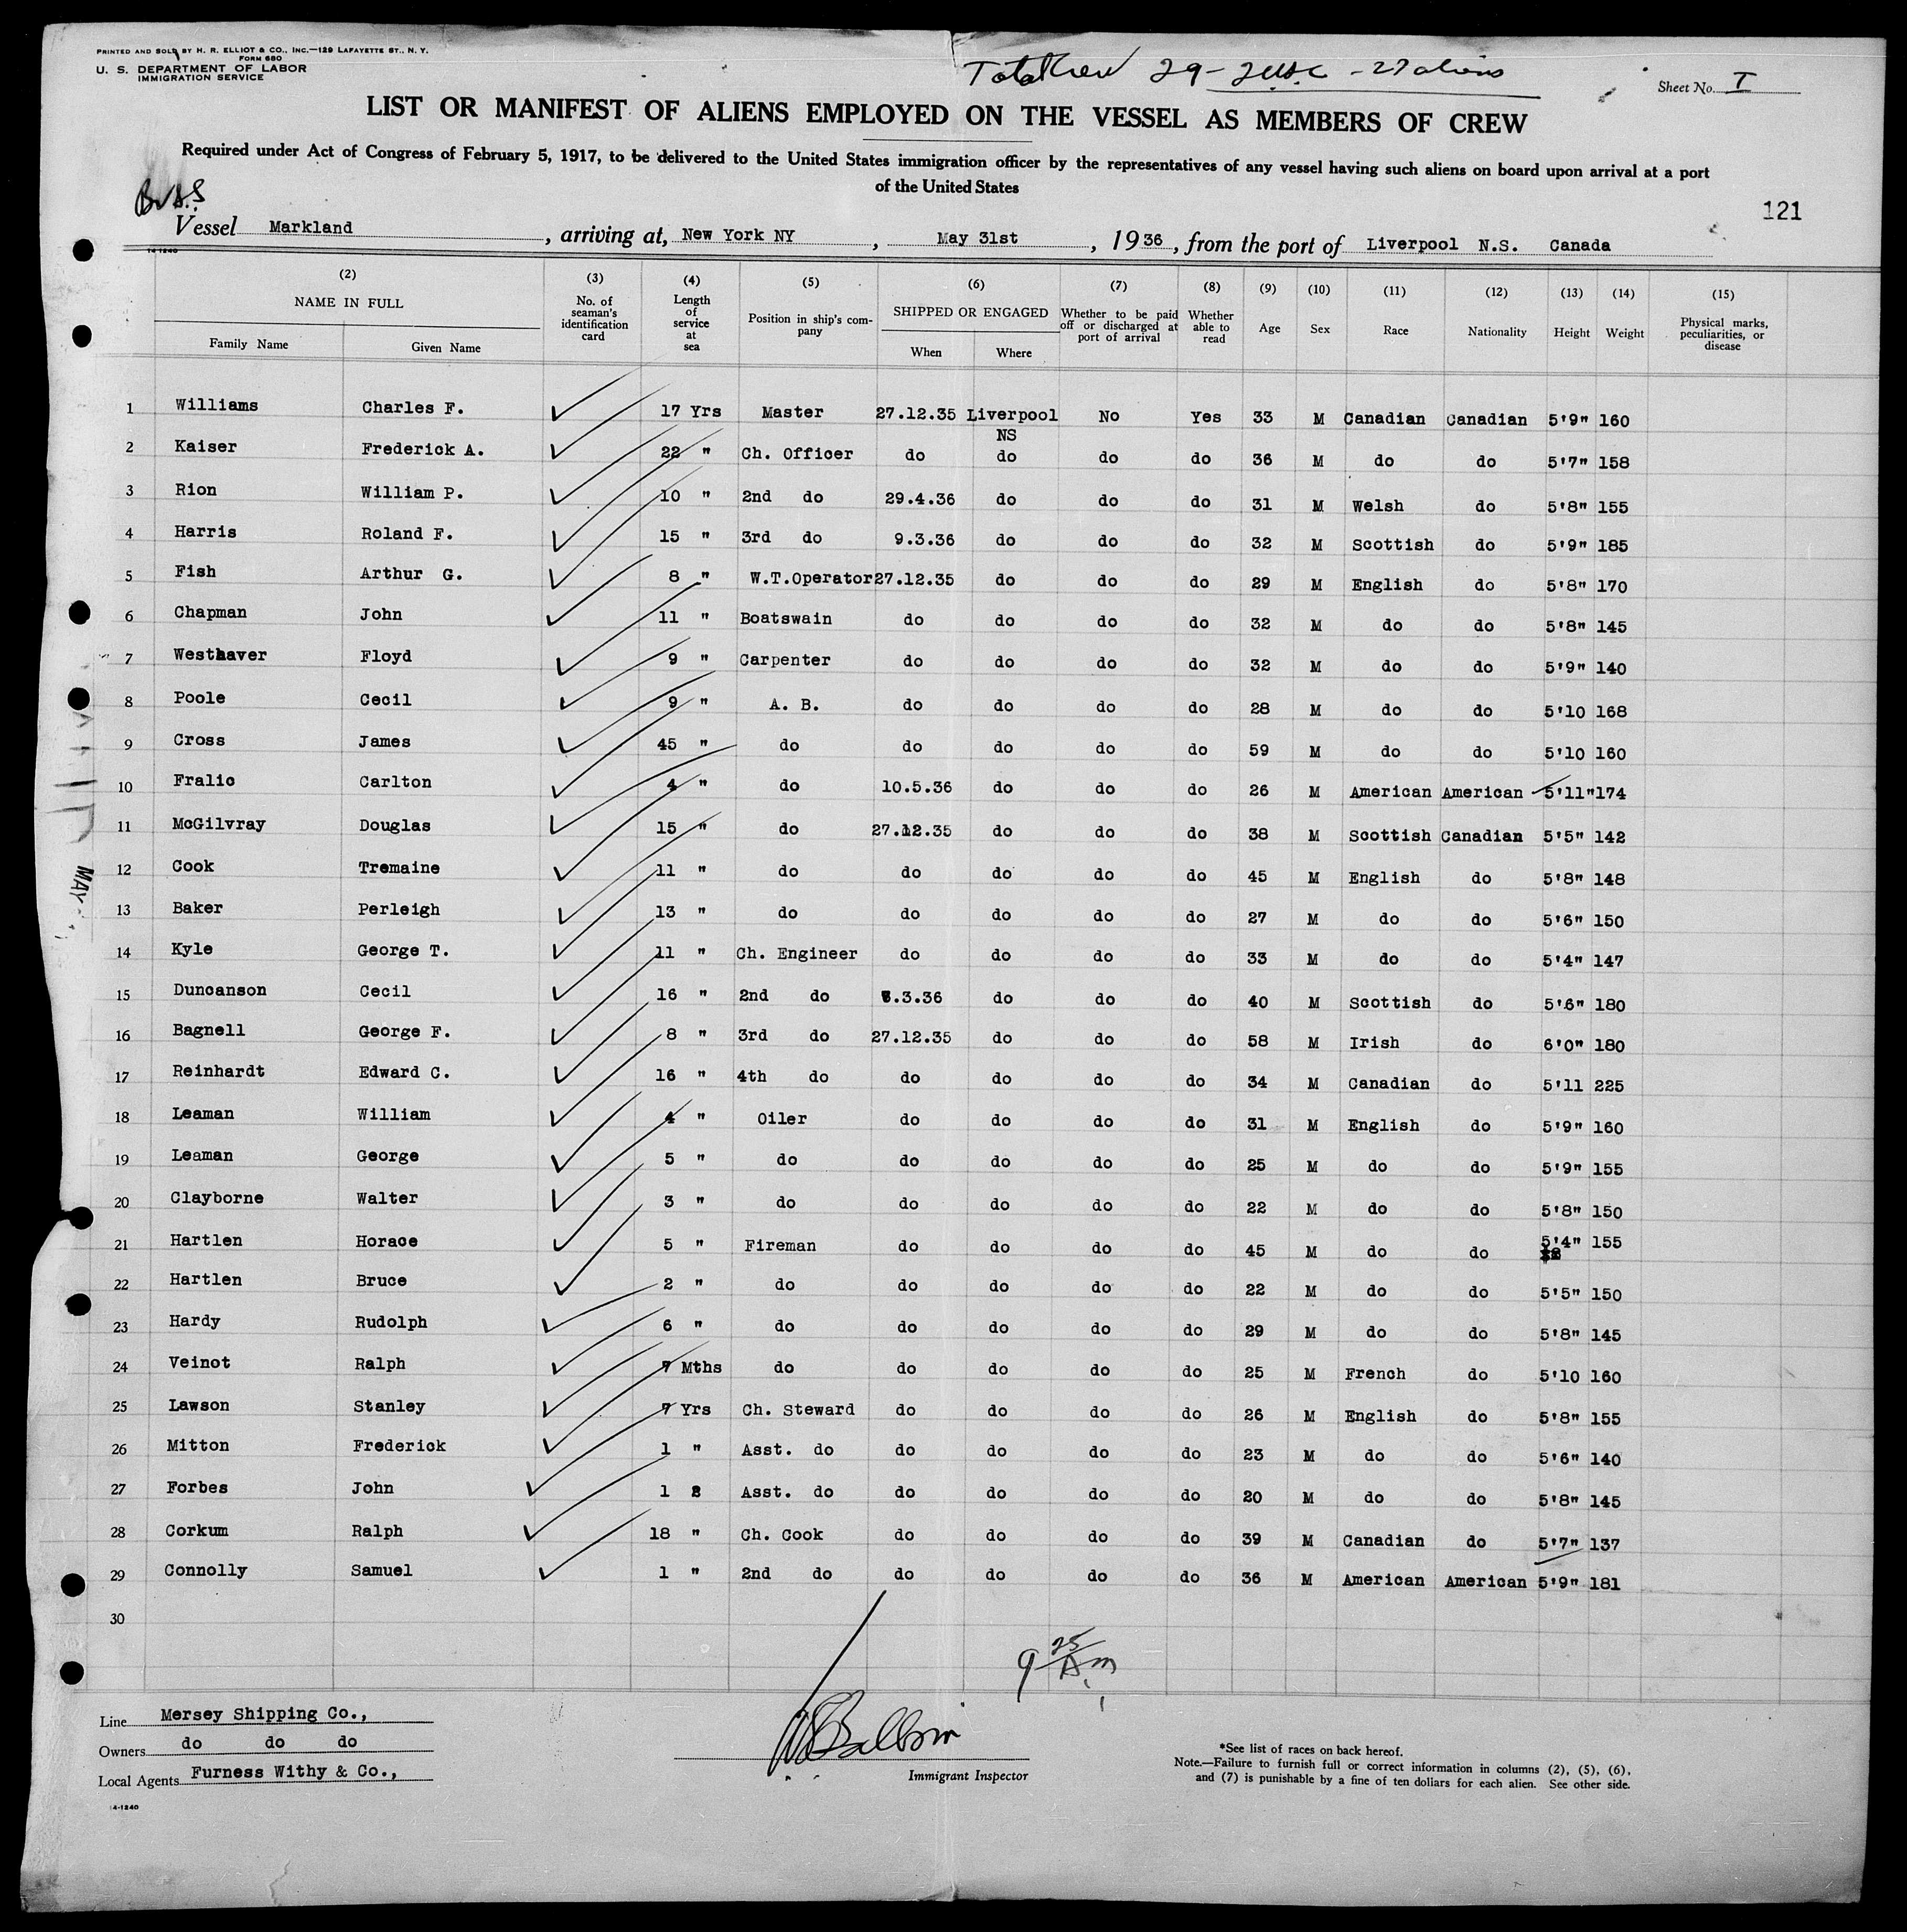 PRINTED AND SOLD BY H. R. ELLIOT & CO., INC.—129 LAFAYETTE ST., N. Y.
FORM 680
U. S. DEPARTMENT OF LABOR
IMMIGRATION SERVICE
Total Crew 29 - 2 USC - 27 aliens
Sheet No. I
LIST OR MANIFEST OF ALIENS EMPLOYED ON THE VESSEL AS MEMBERS OF CREW
Required under Act of Congress of February 5, 1917, to be delivered to the United States immigration officer by the representatives of any vessel having such aliens on board upon arrival at a port
of the United States
121
Vessel Markland, arriving at, New York NY, May 31st, 1936, from the port of Liverpool N.S. Canada
14-1240
(2) (3) (4) (5) (6) (7) (8) (9) (10) (11) (12) (13) (14) (15)
NAME IN FULL Family Name Given Name No. of seaman's identification card Length of service at sea Position in ship's company SHIPPED OR ENGAGED When Where Whether to be paid off or discharged at port of arrival Whether able to read Age Sex Race Nationality Height Weight Physical marks, peculiarities, or disease
1 Williams Charles F. 17 Yrs Master 27.12.35 Liverpool NS No Yes 33 M Canadian Canadian 5'9" 160
2 Kaiser Frederick A. 22 " Ch. Officer do do do do 36 M do do 5'7" 158
3 Rion William P. 10 " 2nd do 29.4.36 do do do 31 M Welsh do 5'8" 155
4 Harris Roland F. 15 " 3rd do 9.3.36 do do do 32 M Scottish do 5'9" 185
5 Fish Arthur G. 8 " W.T.Operator 27.12.35 do do do 29 M English do 5'8" 170
6 Chapman John 11 " Boatswain do do do do 32 M do do 5'8" 145
7 Westhaver Floyd 9 " Carpenter do do do do 32 M do do 5'9" 140
8 Poole Cecil 9 " A. B. do do do do 28 M do do 5'10 168
9 Cross James 45 " do do do do do 59 M do do 5'10 160
10 Fralic Carlton 4 " do 10.5.36 do do do 26 M American American 5'11" 174
11 McGilvray Douglas 15 " do 27.12.35 do do do 38 M Scottish Canadian 5'5" 142
12 Cook Tremaine 11 " do do do do do 45 M English do 5'8" 148
13 Baker Perleigh 13 " do do do do do 27 M do do 5'6" 150
14 Kyle George T. 11 " Ch. Engineer do do do do 33 M do do 5'4" 147
15 Duncanson Cecil 16 " 2nd do .3.36 do do do 40 M Scottish do 5'6" 180
16 Bagnell George F. 8 " 3rd do 27.12.35 do do do 58 M Irish do 6'0" 180
17 Reinhardt Edward C. 16 " 4th do do do do do 34 M Canadian do 5'11 225
18 Leaman William 4 " Oiler do do do do 31 M English do 5'9" 160
19 Leaman George 5 " do do do do do 25 M do do 5'9" 155
20 Clayborne Walter 3 " do do do do do 22 M do do 5'8" 150
21 Hartlen Horace 5 " Fireman do do do do 45 M do do 5'4" 155
22 Hartlen Bruce 2 " do do do do do 22 M do do 5'5" 150
23 Hardy Rudolph 6 " do do do do do 29 M do do 5'8" 145
24 Veinot Ralph 7 Mths do do do do do 25 M French do 5'10 160
25 Lawson Stanley 7 Yrs Ch. Steward do do do do 26 M English do 5'8" 155
26 Mitton Frederick 1 " Asst. do do do do do 23 M do do 5'6" 140
27 Forbes John 1 Asst. do do do do do 20 M do do 5'8" 145
28 Corkum Ralph 18 " Ch. Cook do do do do 39 M Canadian do 5'7" 137
29 Connolly Samuel 1 " 2nd do do do do do 36 M American American 5'9" 181
30
9 25 Am
MAY
Line Mersey Shipping Co.,
Owners do do do
Local Agents Furness Withy & Co.,
14-1240
Immigrant Inspector
*See list of races on back hereof.
Note.—Failure to furnish full or correct information in columns (2), (5), (6),
and (7) is punishable by a fine of ten dollars for each alien. See other side.